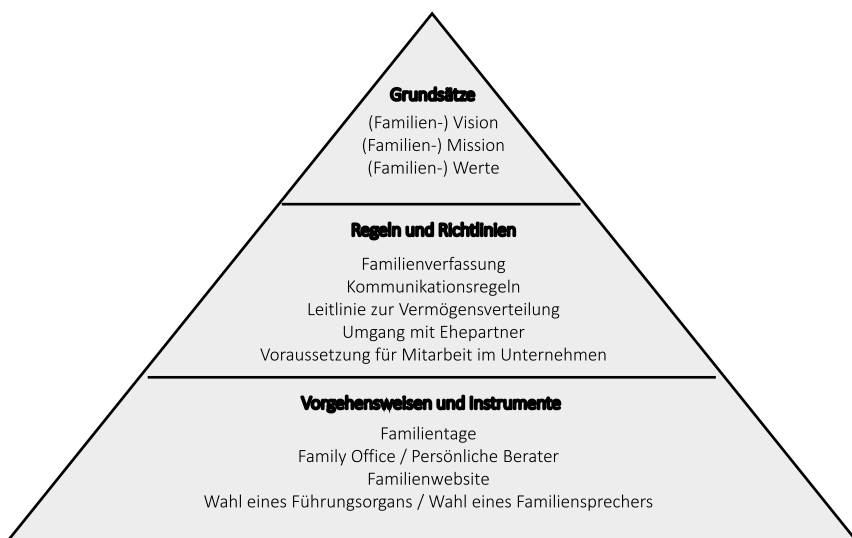 Grundsätze
(Familien-) Vision
(Familien-) Mission
(Familien-) Werte
Regeln und Richtlinien
Familienverfassung
Kommunikationsregeln
Leitlinie zur Vermögensverteilung
Umgang mit Ehepartner
Voraussetzung für Mitarbeit im Unternehmen
Vorgehensweisen und Instrumente
Familientage
Family Office / Persönliche Berater
Familienwebsite
Wahl eines Führungsorgans / Wahl eines Familiensprechers